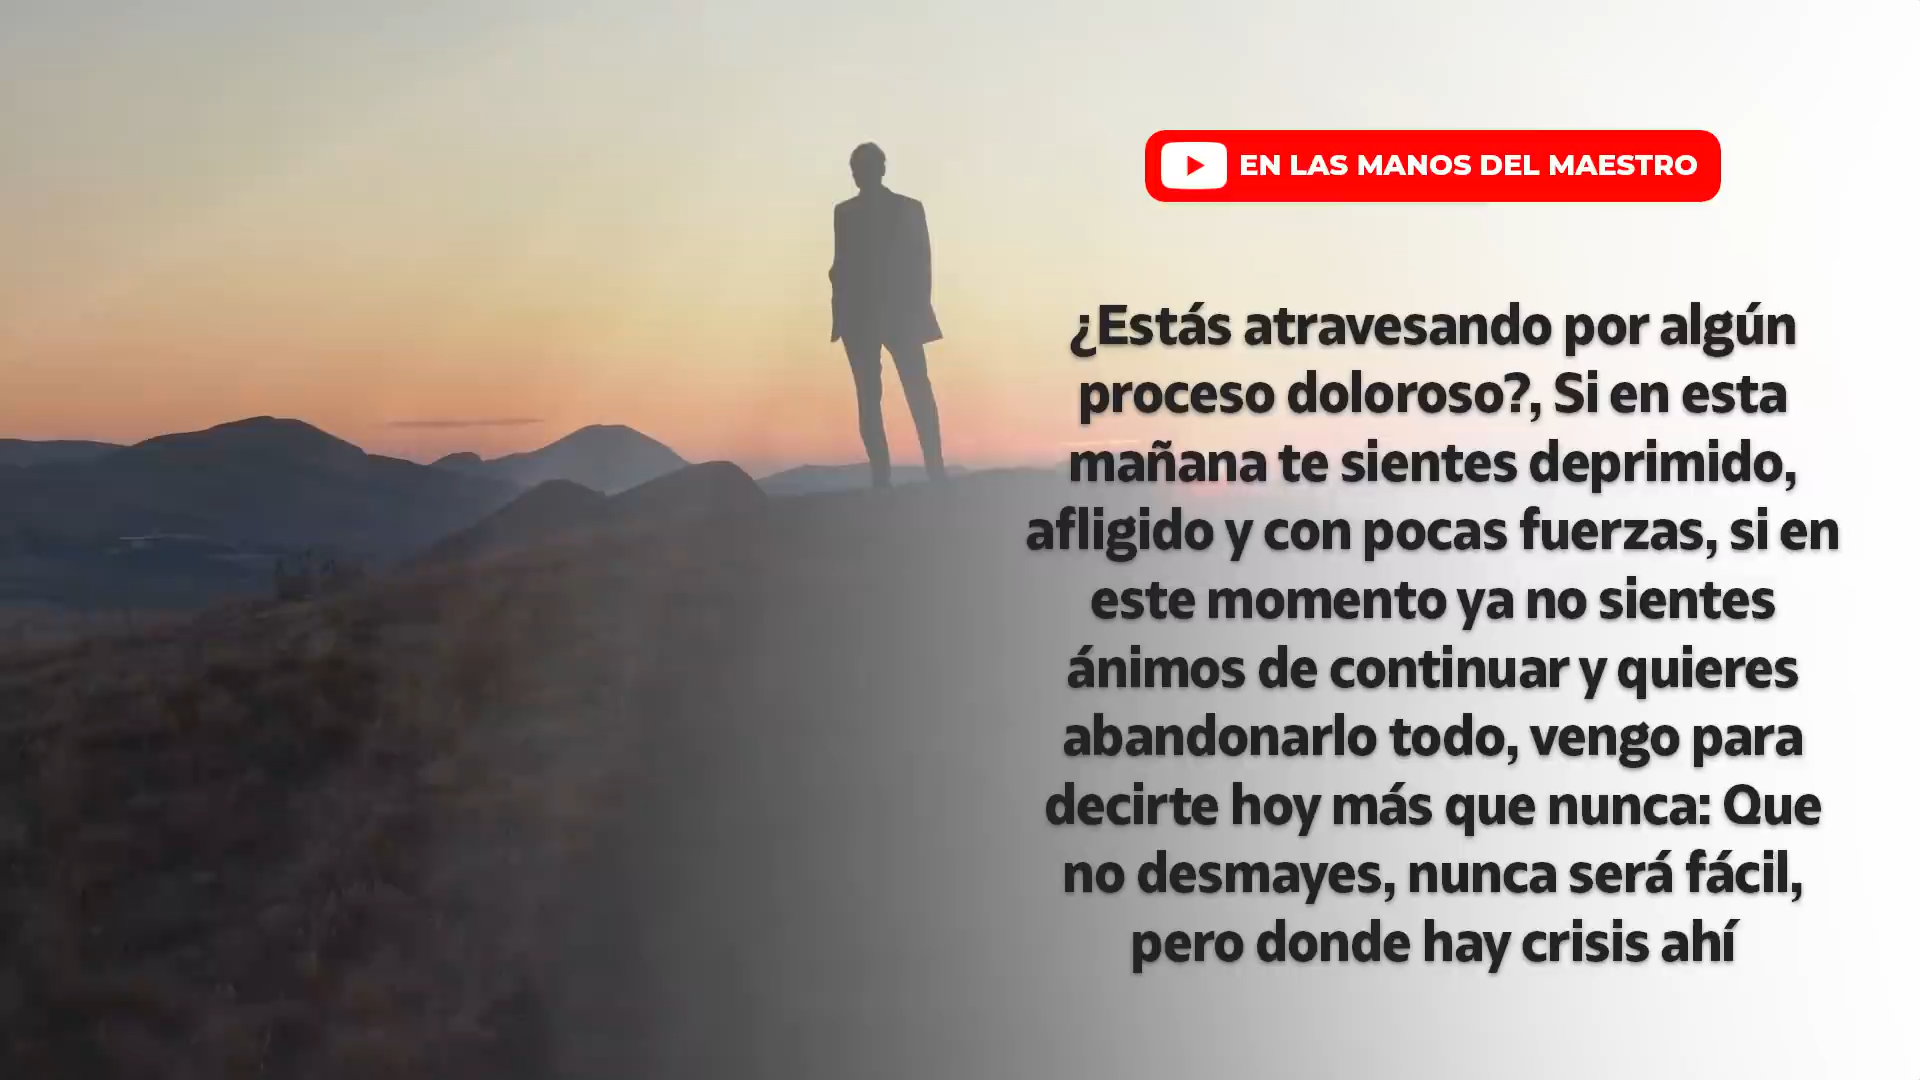 EN LAS MANOS DEL MAESTRO
¿Estás atravesando por algún
proceso doloroso?, Si en esta
mañana te sientes deprimido,
afligido y con pocas fuerzas, si en
este momento ya no sientes
ánimos de continuar y quieres
abandonarlo todo, vengo para
decirte hoy más que nunca: Que
no desmayes, nunca será fácil,
pero donde hay crisis ahí